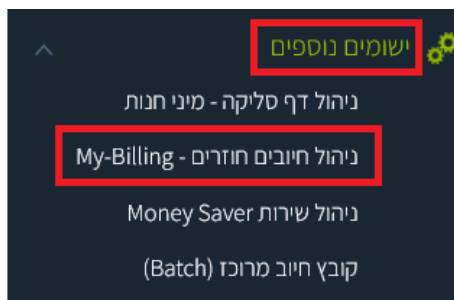 ישומים נוספים
ניהול דף סליקה - מיני חנות
ניהול חיובים חוזרים - My-Billing
ניהול שירות Money Saver
קובץ חיוב מרוכז (Batch)